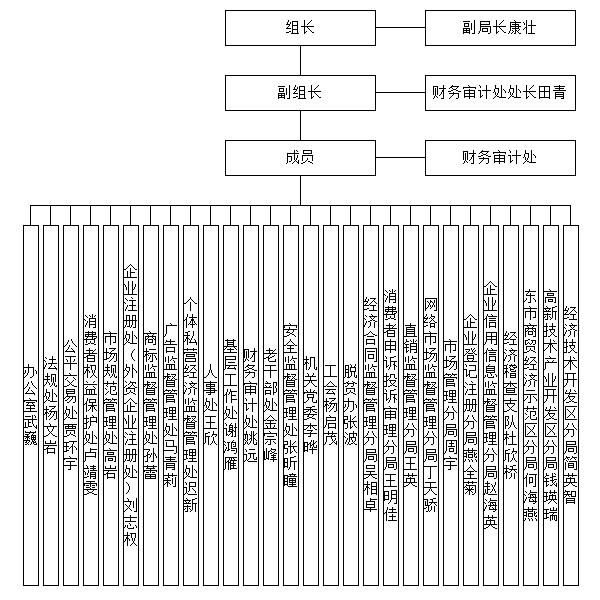 组长
副局长康壮
副组长
财务审计处处长田青
成员
财务审计处
办公室武巍
法规处杨文岩
公平交易处贾环宇
消费者权益保护处卢靖雯
市场规范管理处高岩
企业注册处（外资企业注册处）刘志权
商标监督管理处孙蕾
广告监督管理处马青莉
个体私营经济监督管理处迟新
人事处王欣
基层工作处谢鸿雁
财务审计处姚远
老干部处金宗峰
安全监督管理处张昕瞳
机关党委李晔
工会杨启茂
脱贫办张波
经济合同监督管理分局吴相卓
消费者申诉投诉审理分局王明佳
直销监督管理分局王英
网络市场监督管理分局丁天骄
市场管理分局周宇
企业登记注册分局燕全菊
企业信用信息监督管理分局赵海英
经济稽查支队杜欣桥
东市商贸经济示范区分局何海燕
高新技术产业开发区分局钱瑛瑞
经济技术开发区分局简英智